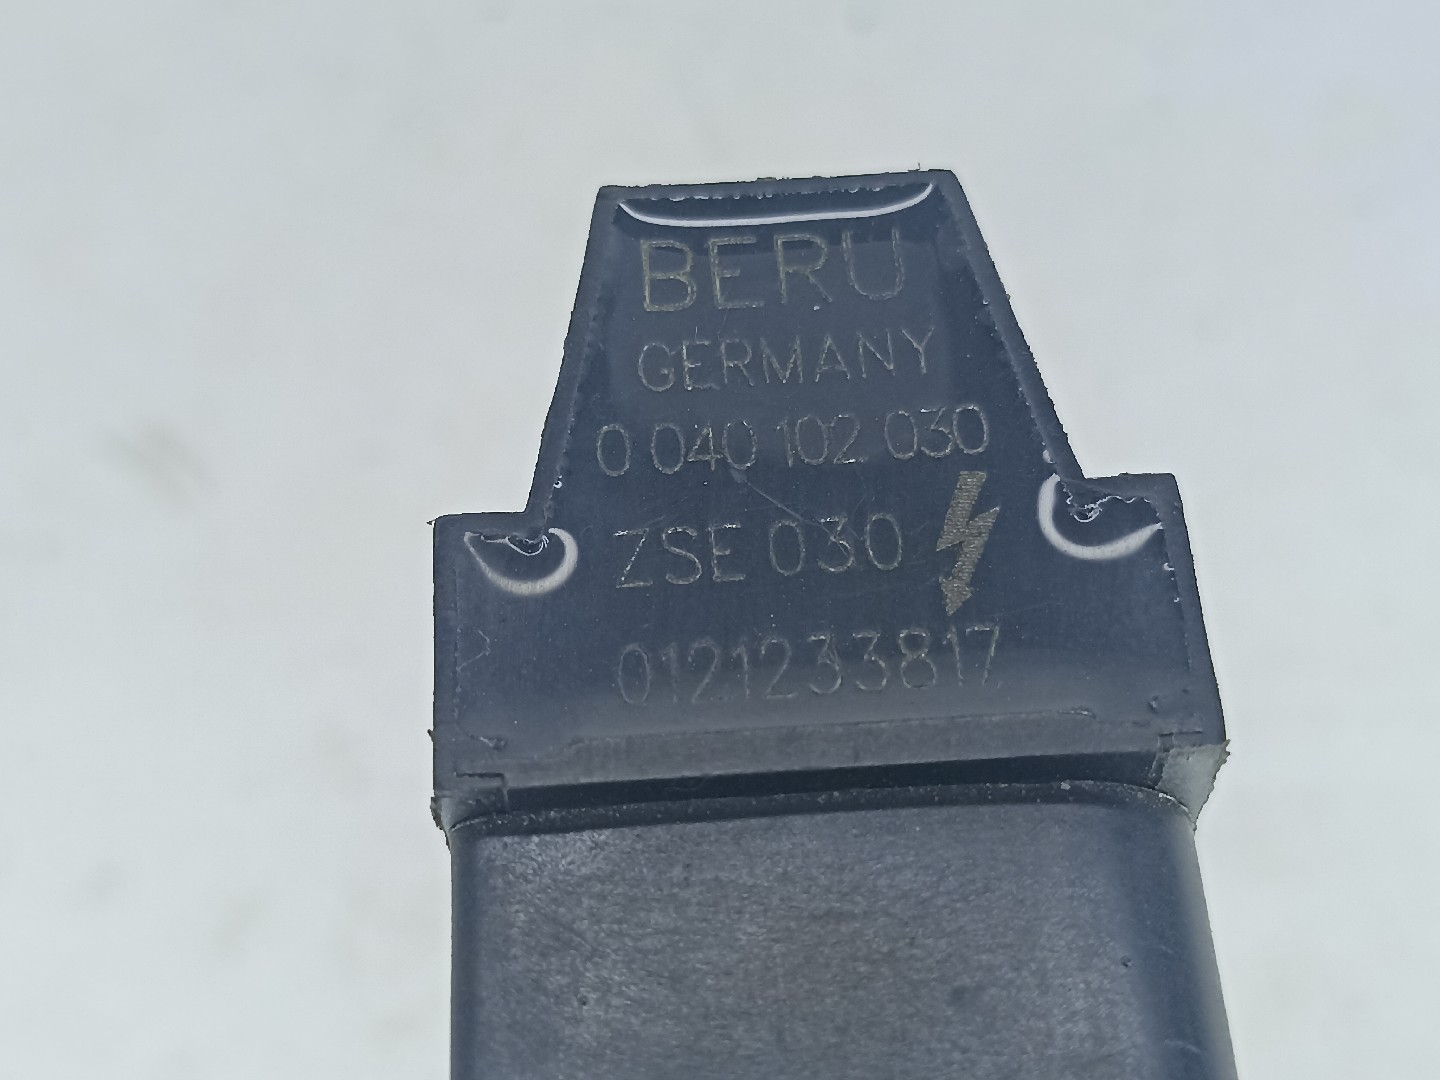 BERU
GERMANY
0 040 102 030
ZSE 030
0121233817